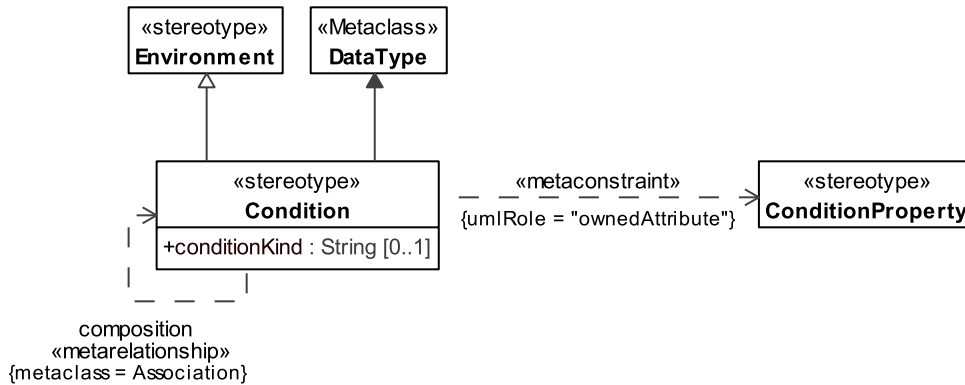 «stereotype»
Environment
«Metaclass»
DataType
«stereotype»
Condition
+conditionKind : String [0..1]
«metaconstraint»
{umlRole = "ownedAttribute"}
«stereotype»
ConditionProperty
composition
«metarelationship»
{metaclass = Association}